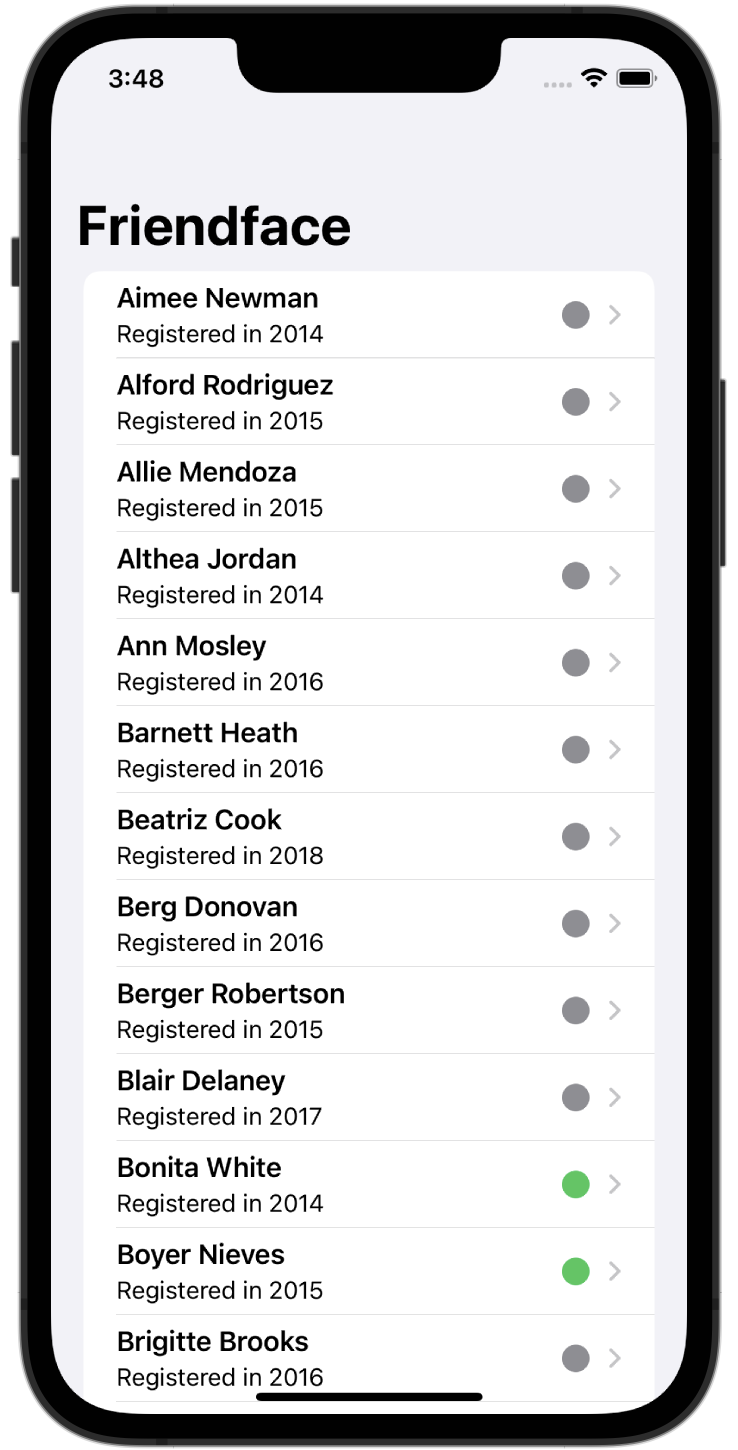 3:48
Friendface
Aimee Newman
Registered in 2014
Alford Rodriguez
Registered in 2015
Allie Mendoza
Registered in 2015
Althea Jordan
Registered in 2014
Ann Mosley
Registered in 2016
Barnett Heath
Registered in 2016
Beatriz Cook
Registered in 2018
Berg Donovan
Registered in 2016
Berger Robertson
Registered in 2015
Blair Delaney
Registered in 2017
Bonita White
Registered in 2014
Boyer Nieves
Registered in 2015
Brigitte Brooks
Registered in 2016